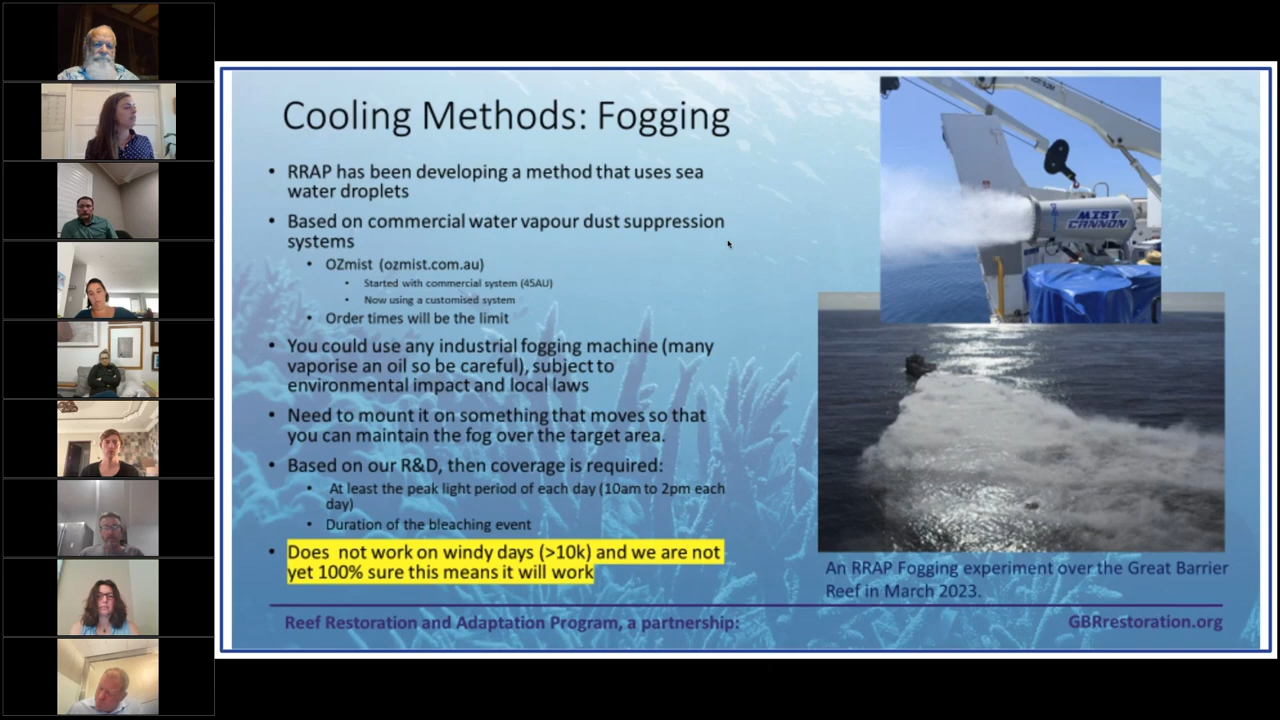 Cooling Methods: Fogging
• RRAP has been developing a method that uses sea
water droplets
• Based on commercial water vapour dust suppression
systems
• OZmist (ozmist.com.au)
• Started with commercial system (45AU)
• Now using a customised system
• Order times will be the limit
• You could use any industrial fogging machine (many
vaporise an oil so be careful), subject to
environmental impact and local laws
• Need to mount it on something that moves so that
you can maintain the fog over the target area.
• Based on our R&D, then coverage is required:
• At least the peak light period of each day (10am to 2pm each
day)
• Duration of the bleaching event
• Does not work on windy days (>10k) and we are not
yet 100% sure this means it will work
MIST
CANNON
An RRAP Fogging experiment over the Great Barrier
Reef in March 2023.
Reef Restoration and Adaptation Program, a partnership:
GBRrestoration.org